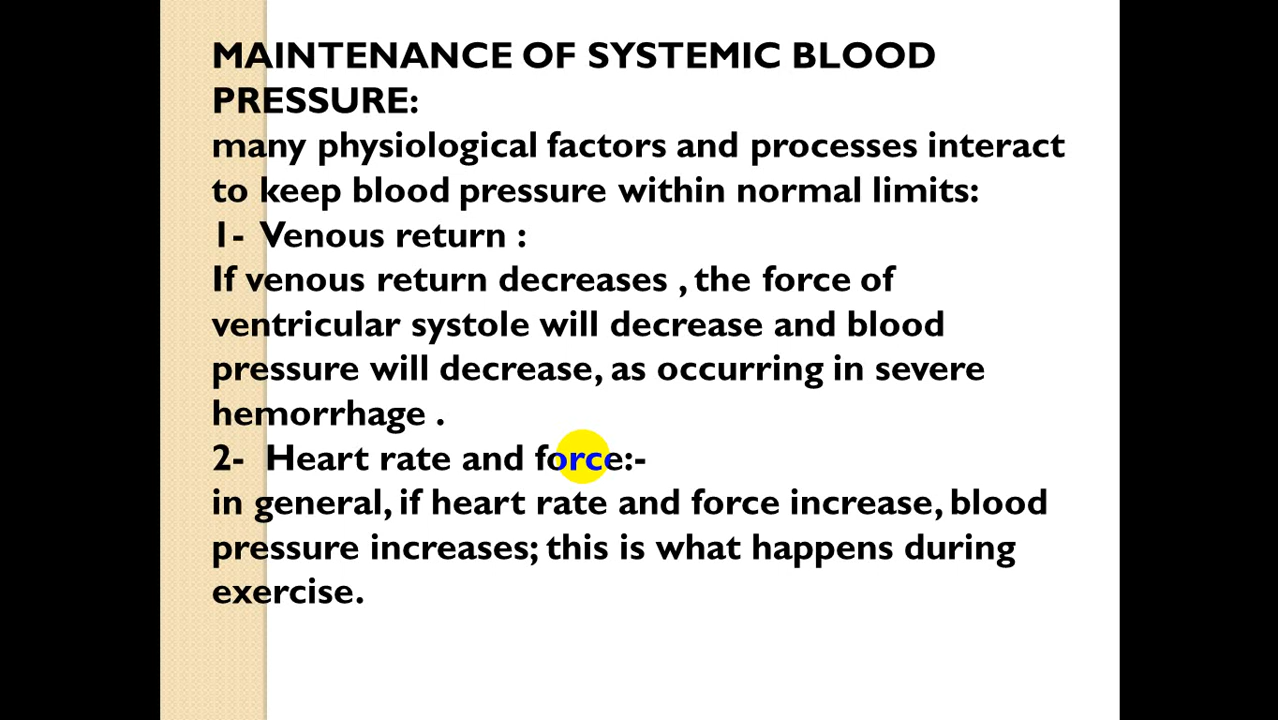 MAINTENANCE OF SYSTEMIC BLOOD
PRESSURE:
many physiological factors and processes interact
to keep blood pressure within normal limits:
1- Venous return :
If venous return decreases , the force of
ventricular systole will decrease and blood
pressure will decrease, as occurring in severe
hemorrhage .
2- Heart rate and force:-
in general, if heart rate and force increase, blood
pressure increases; this is what happens during
exercise.